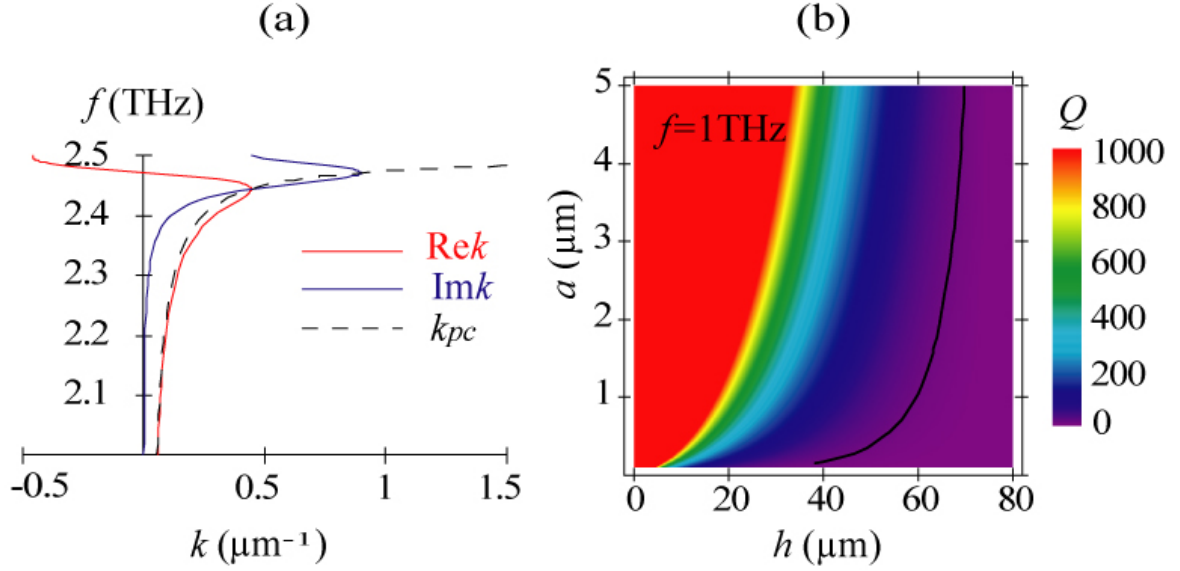 (a)
f (THz)
2.5
2.4
2.3
2.2
2.1
-0.5
0.5
1
1.5
k (μm⁻¹)
Rek
Imk
kpc
(b)
f=1THz
5
4
3
2
1
a (μm)
0
20
40
60
80
h (μm)
Q
1000
800
600
400
200
0